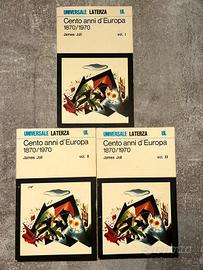 UNIVERSALE LATERZA UL
Cento anni d'Europa
1870/1970
James Joll vol. I
UNIVERSALE LATERZA UL
Cento anni d'Europa
1870/1970
James Joll vol. II
UNIVERSALE LATERZA UL
Cento anni d'Europa
1870/1970
James Joll vol. III